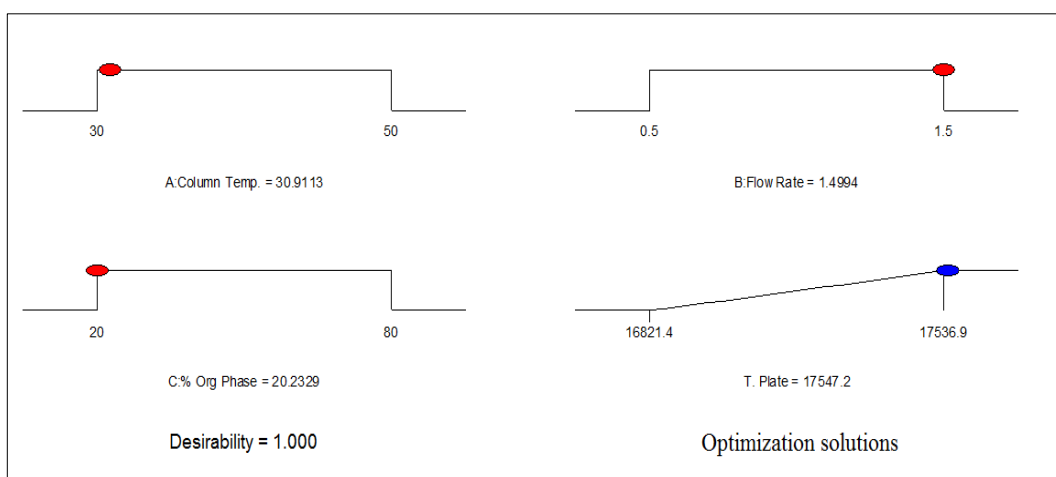 30 50
A:Column Temp. = 30.9113
0.5 1.5
B:Flow Rate = 1.4994
20 80
C:% Org Phase = 20.2329
16821.4 17536.9
T. Plate = 17547.2
Desirability = 1.000
Optimization solutions